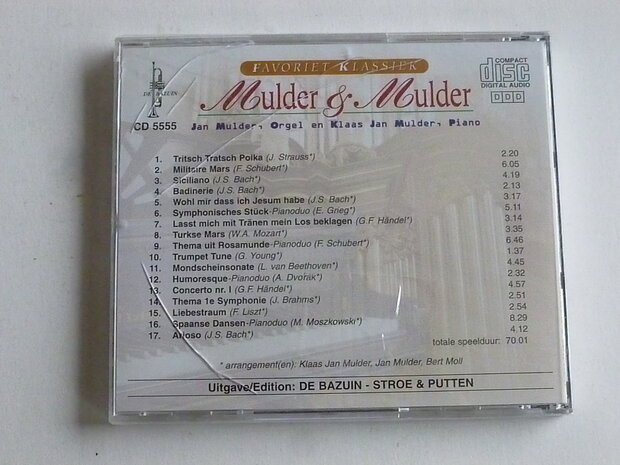 FAVORIET KLASSIEK
DE BAZUIN
CD 5555
Mulder & Mulder
COMPACT
disc
DIGITAL AUDIO
DDD
Jan Mulder, Orgel en Klaas Jan Mulder, Piano
1. Tritsch Tratsch Polka (J. Strauss*) 2.20
2. Militaire Mars (F. Schubert*) 6.05
3. Siciliano (J.S. Bach*) 4.19
4. Badinerie (J.S. Bach*) 2.13
5. Wohl mir dass ich Jesum habe (J.S. Bach*) 3.17
6. Symphonisches Stück-Pianoduo (E. Grieg*) 5.11
7. Lasst mich mit Tränen mein Los beklagen (G.F. Händel*) 3.14
8. Turkse Mars (W.A. Mozart*) 3.35
9. Thema uit Rosamunde-Pianoduo (F. Schubert*) 6.46
10. Trumpet Tune (G. Young*) 1.37
11. Mondscheinsonate (L. van Beethoven*) 4.45
12. Humoresque-Pianoduo (A. Dvořak*) 2.32
13. Concerto nr. I (G.F. Händel*) 4.57
14. Thema 1e Symphonie (J. Brahms*) 2.51
15. Liebestraum (F. Liszt*) 2.54
16. Spaanse Dansen-Pianoduo (M. Moszkowski*) 8.29
17. Arioso (J.S. Bach*) 4.12
totale speelduur: 70.01
* arrangement(en): Klaas Jan Mulder, Jan Mulder, Bert Moll
Uitgave/Edition: DE BAZUIN - STROE & PUTTEN